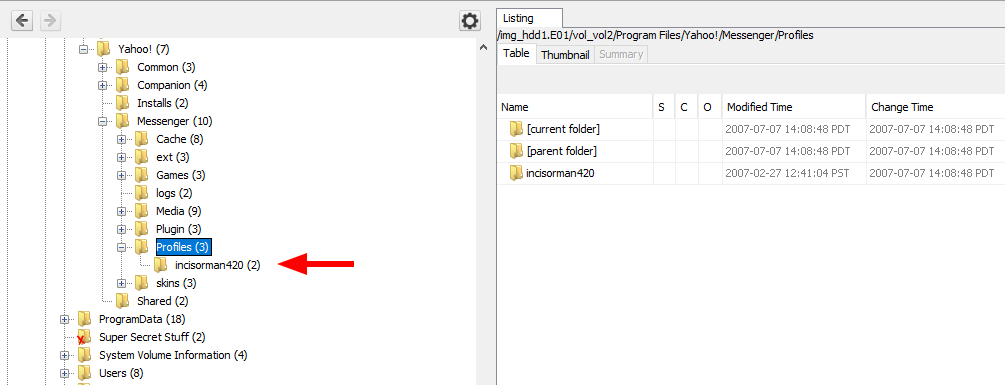 Yahoo! (7)
Common (3)
Companion (4)
Installs (2)
Messenger (10)
Cache (8)
ext (3)
Games (3)
logs (2)
Media (9)
Plugin (3)
Profiles (3)
incisorman420 (2)
skins (3)
Shared (2)
ProgramData (18)
Super Secret Stuff (2)
System Volume Information (4)
Users (8)
Listing
/img_hdd1.E01/vol_vol2/Program Files/Yahoo!/Messenger/Profiles
Table Thumbnail Summary
Name S C O Modified Time Change Time
[current folder] 2007-07-07 14:08:48 PDT 2007-07-07 14:08:48 PDT
[parent folder] 2007-07-07 14:08:48 PDT 2007-07-07 14:08:48 PDT
incisorman420 2007-02-27 12:41:04 PST 2007-07-07 14:08:48 PDT